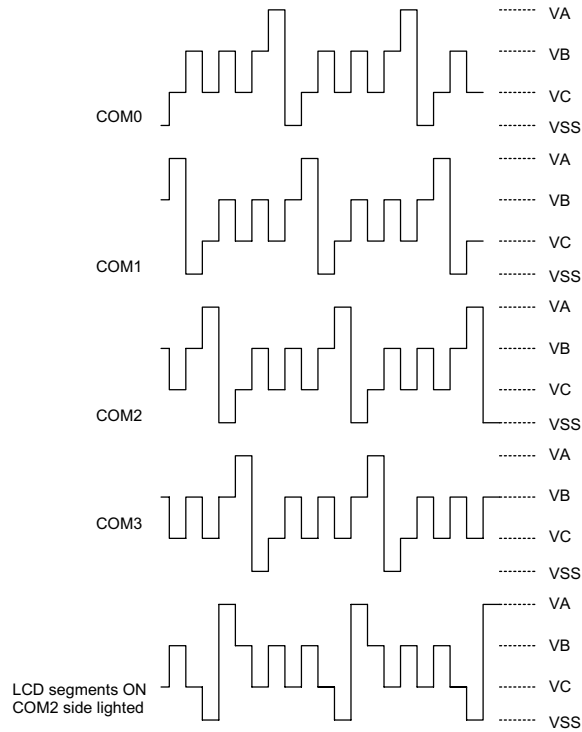 VA
VB
VC
COM0
VSS
VA
VB
VC
COM1
VSS
VA
VB
VC
COM2
VSS
VA
VB
COM3
VC
VSS
VA
VB
LCD segments ON
VC
COM2 side lighted
VSS